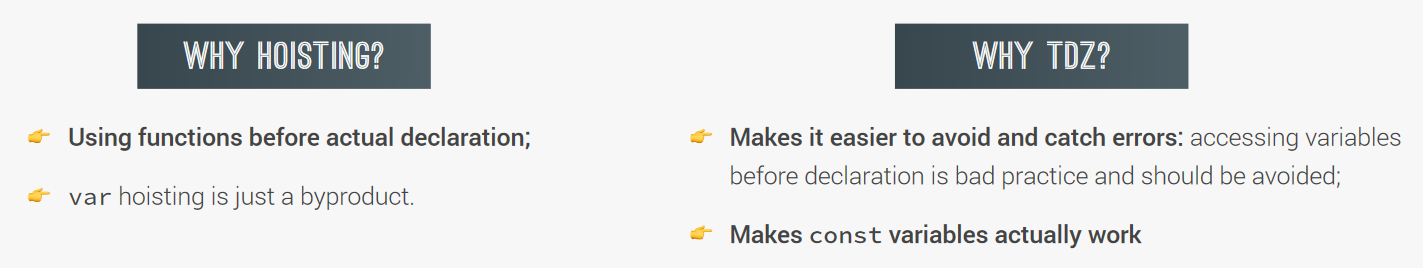 WHY HOISTING?
👉 Using functions before actual declaration;
👉 var hoisting is just a byproduct.
WHY TDZ?
👉 Makes it easier to avoid and catch errors: accessing variables
before declaration is bad practice and should be avoided;
👉 Makes const variables actually work